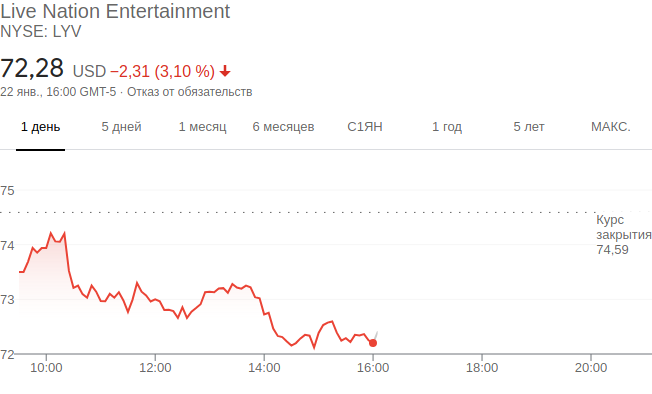 Live Nation Entertainment
NYSE: LYV
72,28 USD −2,31 (3,10 %)
22 янв., 16:00 GMT-5 · Отказ от обязательств
1 день 5 дней 1 месяц 6 месяцев С1ЯН 1 год 5 лет МАКС.
75
Курс
закрытия
74,59
74
73
72
10:00 12:00 14:00 16:00 18:00 20:00